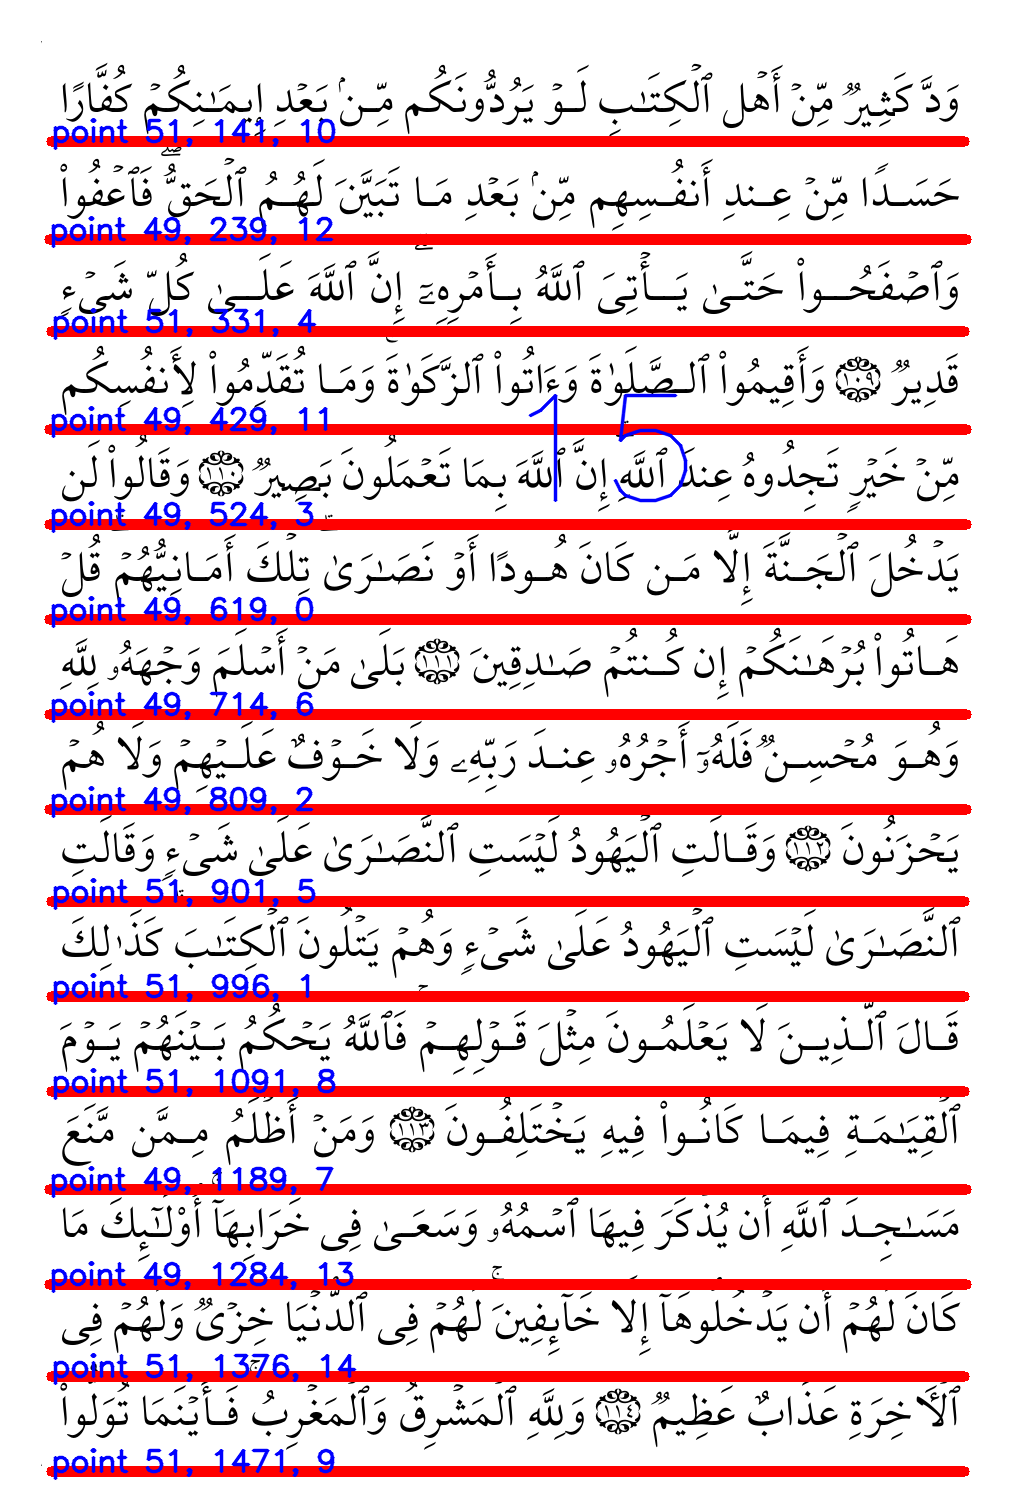 وَدَّ كَثِيرٌ مِّنْ أَهْلِ ٱلْكِتَـٰبِ لَوْ يَرُدُّونَكُم مِّنۢ بَعْدِ إِيمَـٰنِكُمْ كُفَّارًا
point 51, 141, 10
حَسَدًا مِّنْ عِندِ أَنفُسِهِم مِّنۢ بَعْدِ مَا تَبَيَّنَ لَهُمُ ٱلْحَقُّ ۖ فَٱعْفُوا۟
point 49, 239, 12
وَٱصْفَحُوا۟ حَتَّىٰ يَأْتِىَ ٱللَّهُ بِأَمْرِهِۦٓ ۗ إِنَّ ٱللَّهَ عَلَىٰ كُلِّ شَىْءٍ
point 51, 331, 4
قَدِيرٌ ١٠٩ وَأَقِيمُوا۟ ٱلصَّلَوٰةَ وَءَاتُوا۟ ٱلزَّكَوٰةَ ۚ وَمَا تُقَدِّمُوا۟ لِأَنفُسِكُم
point 49, 429, 11
15
مِّنْ خَيْرٍ تَجِدُوهُ عِندَ ٱللَّهِ إِنَّ ٱللَّهَ بِمَا تَعْمَلُونَ بَصِيرٌ ١١٠ وَقَالُوا۟ لَن
point 49, 524, 3
يَدْخُلَ ٱلْجَنَّةَ إِلَّا مَن كَانَ هُودًا أَوْ نَصَـٰرَىٰ تِلْكَ أَمَانِيُّهُمْ قُلْ
point 49, 619, 0
هَاتُوا۟ بُرْهَـٰنَكُمْ إِن كُنتُمْ صَـٰدِقِينَ ١١١ بَلَىٰ مَنْ أَسْلَمَ وَجْهَهُۥ لِلَّهِ
point 49, 714, 6
وَهُوَ مُحْسِنٌ فَلَهُۥٓ أَجْرُهُۥ عِندَ رَبِّهِۦ وَلَا خَوْفٌ عَلَيْهِمْ وَلَا هُمْ
point 49, 809, 2
يَحْزَنُونَ ١١٢ وَقَالَتِ ٱلْيَهُودُ لَيْسَتِ ٱلنَّصَـٰرَىٰ عَلَىٰ شَىْءٍ وَقَالَتِ
point 51, 901, 5
ٱلنَّصَـٰرَىٰ لَيْسَتِ ٱلْيَهُودُ عَلَىٰ شَىْءٍ وَهُمْ يَتْلُونَ ٱلْكِتَـٰبَ كَذَٰلِكَ
point 51, 996, 1
قَالَ ٱلَّذِينَ لَا يَعْلَمُونَ مِثْلَ قَوْلِهِمْ فَٱللَّهُ يَحْكُمُ بَيْنَهُمْ يَوْمَ
point 51, 1091, 8
ٱلْقِيَـٰمَةِ فِيمَا كَانُوا۟ فِيهِ يَخْتَلِفُونَ ١١٣ وَمَنْ أَظْلَمُ مِمَّن مَّنَعَ
point 49, 1189, 7
مَسَـٰجِدَ ٱللَّهِ أَن يُذْكَرَ فِيهَا ٱسْمُهُۥ وَسَعَىٰ فِى خَرَابِهَآ أُو۟لَـٰٓئِكَ مَا
point 49, 1284, 13
كَانَ لَهُمْ أَن يَدْخُلُوهَآ إِلَّا خَآئِفِينَ لَهُمْ فِى ٱلدُّنْيَا خِزْىٌ وَلَهُمْ فِى
point 51, 1376, 14
ٱلْـَٔاخِرَةِ عَذَابٌ عَظِيمٌ ١١٤ وَلِلَّهِ ٱلْمَشْرِقُ وَٱلْمَغْرِبُ فَأَيْنَمَا تُوَلُّوا۟
point 51, 1471, 9